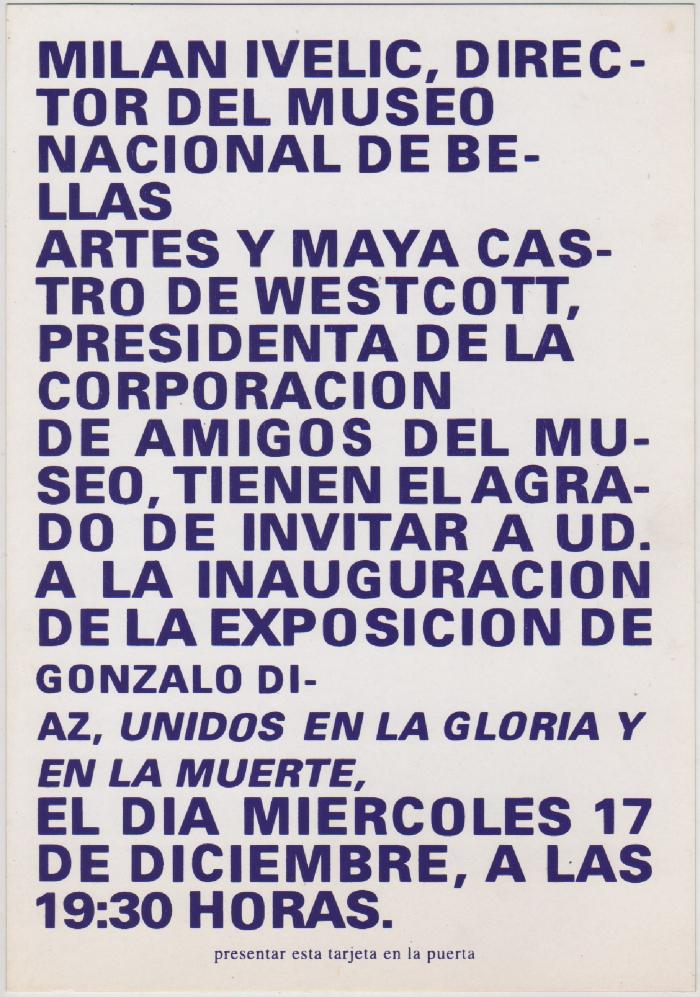 MILAN IVELIC, DIREC-
TOR DEL MUSEO
NACIONAL DE BE-
LLAS
ARTES Y MAYA CAS-
TRO DE WESTCOTT,
PRESIDENTA DE LA
CORPORACION
DE AMIGOS DEL MU-
SEO, TIENEN EL AGRA-
DO DE INVITAR A UD.
A LA INAUGURACION
DE LA EXPOSICION DE
GONZALO DI-
AZ, UNIDOS EN LA GLORIA Y
EN LA MUERTE,
EL DIA MIERCOLES 17
DE DICIEMBRE, A LAS
19:30 HORAS.
presentar esta tarjeta en la puerta